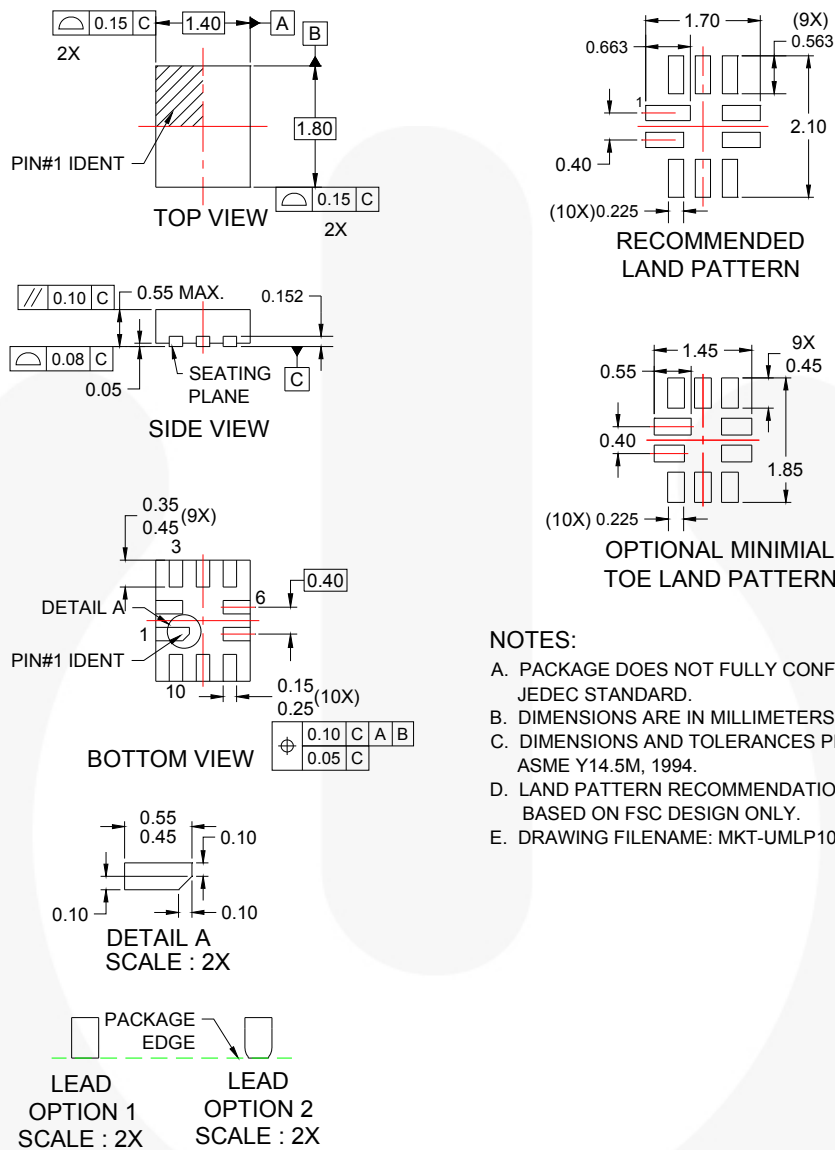 0.15 C
1.40
A
2X
B
1.80
PIN#1 IDENT
0.15 C
TOP VIEW
2X
1.70
(9X)
0.563
0.663
1
2.10
0.40
(10X)0.225
RECOMMENDED
LAND PATTERN
// 0.10 C
0.55 MAX.
0.152
0.08 C
0.05
SEATING
PLANE
C
SIDE VIEW
1.45
9X
0.45
0.55
0.40
1.85
(10X) 0.225
OPTIONAL MINIMIAL
TOE LAND PATTERN
0.35
0.45
(9X)
3
0.40
DETAIL A
6
1
PIN#1 IDENT
10
0.15
0.25
(10X)
0.10 C A B
0.05 C
BOTTOM VIEW
NOTES:
A. PACKAGE DOES NOT FULLY CONF
JEDEC STANDARD.
B. DIMENSIONS ARE IN MILLIMETERS
C. DIMENSIONS AND TOLERANCES P
ASME Y14.5M, 1994.
D. LAND PATTERN RECOMMENDATIO
BASED ON FSC DESIGN ONLY.
E. DRAWING FILENAME: MKT-UMLP10
0.55
0.45
0.10
0.10
0.10
DETAIL A
SCALE : 2X
PACKAGE
EDGE
LEAD
OPTION 1
SCALE : 2X
LEAD
OPTION 2
SCALE : 2X